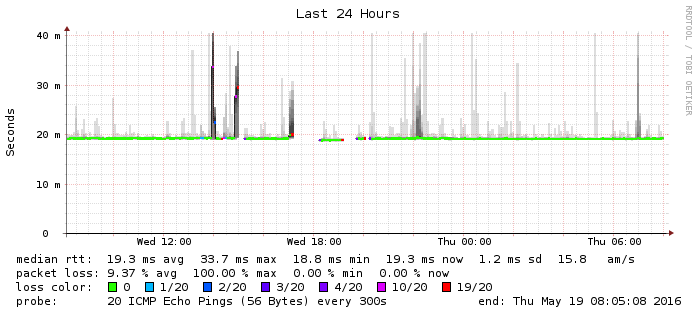 Last 24 Hours
RRDTOOL / TOBI OETIKER
Seconds
40 m
30 m
20 m
10 m
0
Wed 12:00 Wed 18:00 Thu 00:00 Thu 06:00
median rtt: 19.3 ms avg 33.7 ms max 18.8 ms min 19.3 ms now 1.2 ms sd 15.8 am/s
packet loss: 9.37 % avg 100.00 % max 0.00 % min 0.00 % now
loss color: 0 1/20 2/20 3/20 4/20 10/20 19/20
probe: 20 ICMP Echo Pings (56 Bytes) every 300s end: Thu May 19 08:05:08 2016